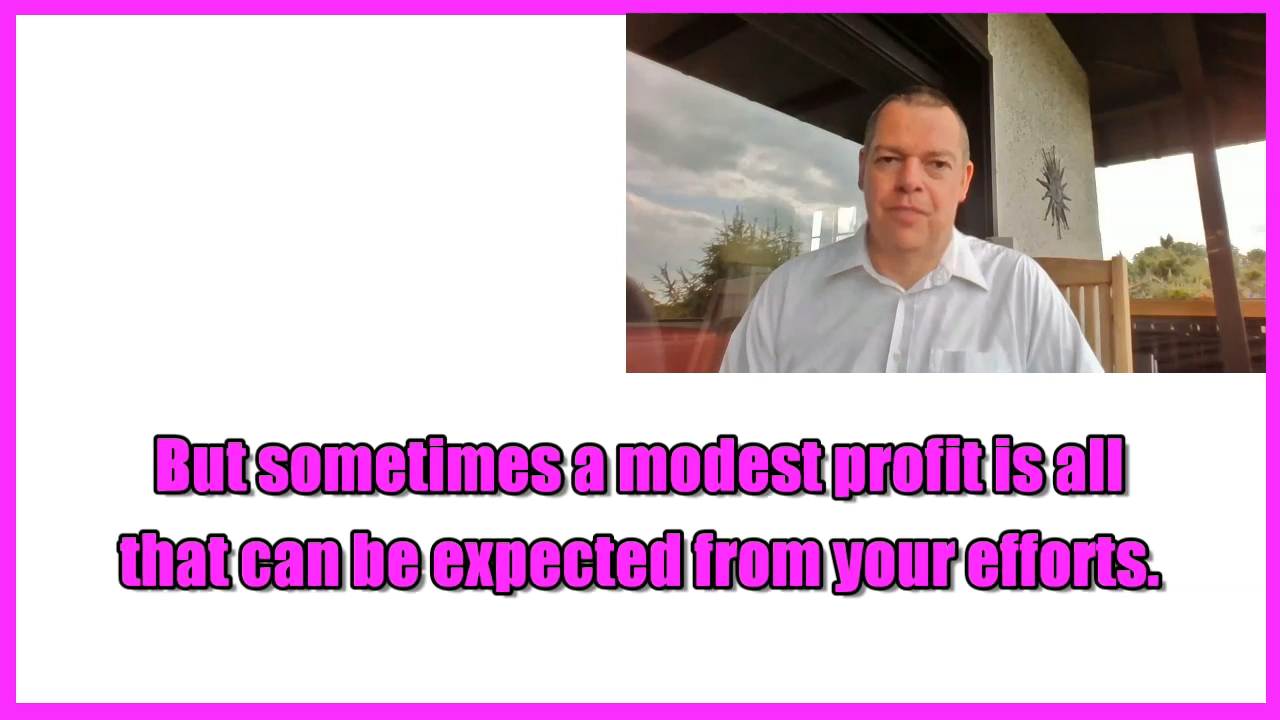 But sometimes a modest profit is all
that can be expected from your efforts.